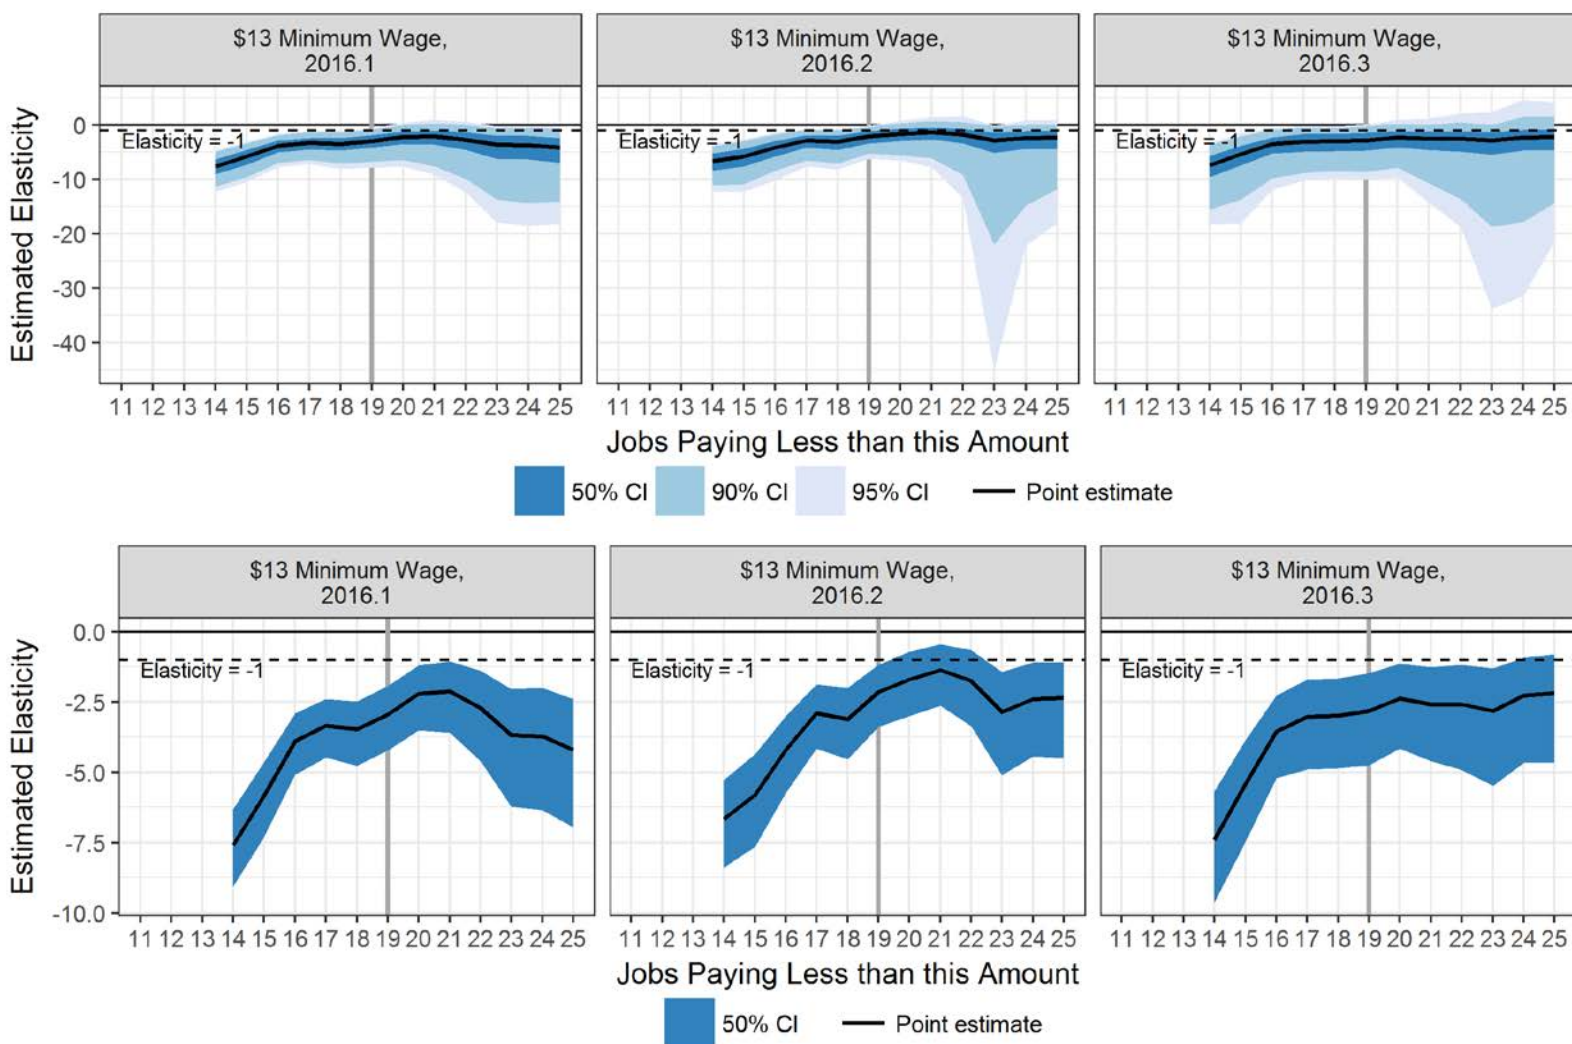 $13 Minimum Wage,
2016.1
$13 Minimum Wage,
2016.2
$13 Minimum Wage,
2016.3
Estimated Elasticity
0
-10
-20
-30
-40
Elasticity = -1
Elasticity = -1
Elasticity = -1
11 12 13 14 15 16 17 18 19 20 21 22 23 24 25
11 12 13 14 15 16 17 18 19 20 21 22 23 24 25
11 12 13 14 15 16 17 18 19 20 21 22 23 24 25
Jobs Paying Less than this Amount
50% CI 90% CI 95% CI Point estimate
$13 Minimum Wage,
2016.1
$13 Minimum Wage,
2016.2
$13 Minimum Wage,
2016.3
Estimated Elasticity
0.0
-2.5
-5.0
-7.5
-10.0
Elasticity = -1
Elasticity = -1
Elasticity = -1
11 12 13 14 15 16 17 18 19 20 21 22 23 24 25
11 12 13 14 15 16 17 18 19 20 21 22 23 24 25
11 12 13 14 15 16 17 18 19 20 21 22 23 24 25
Jobs Paying Less than this Amount
50% CI Point estimate